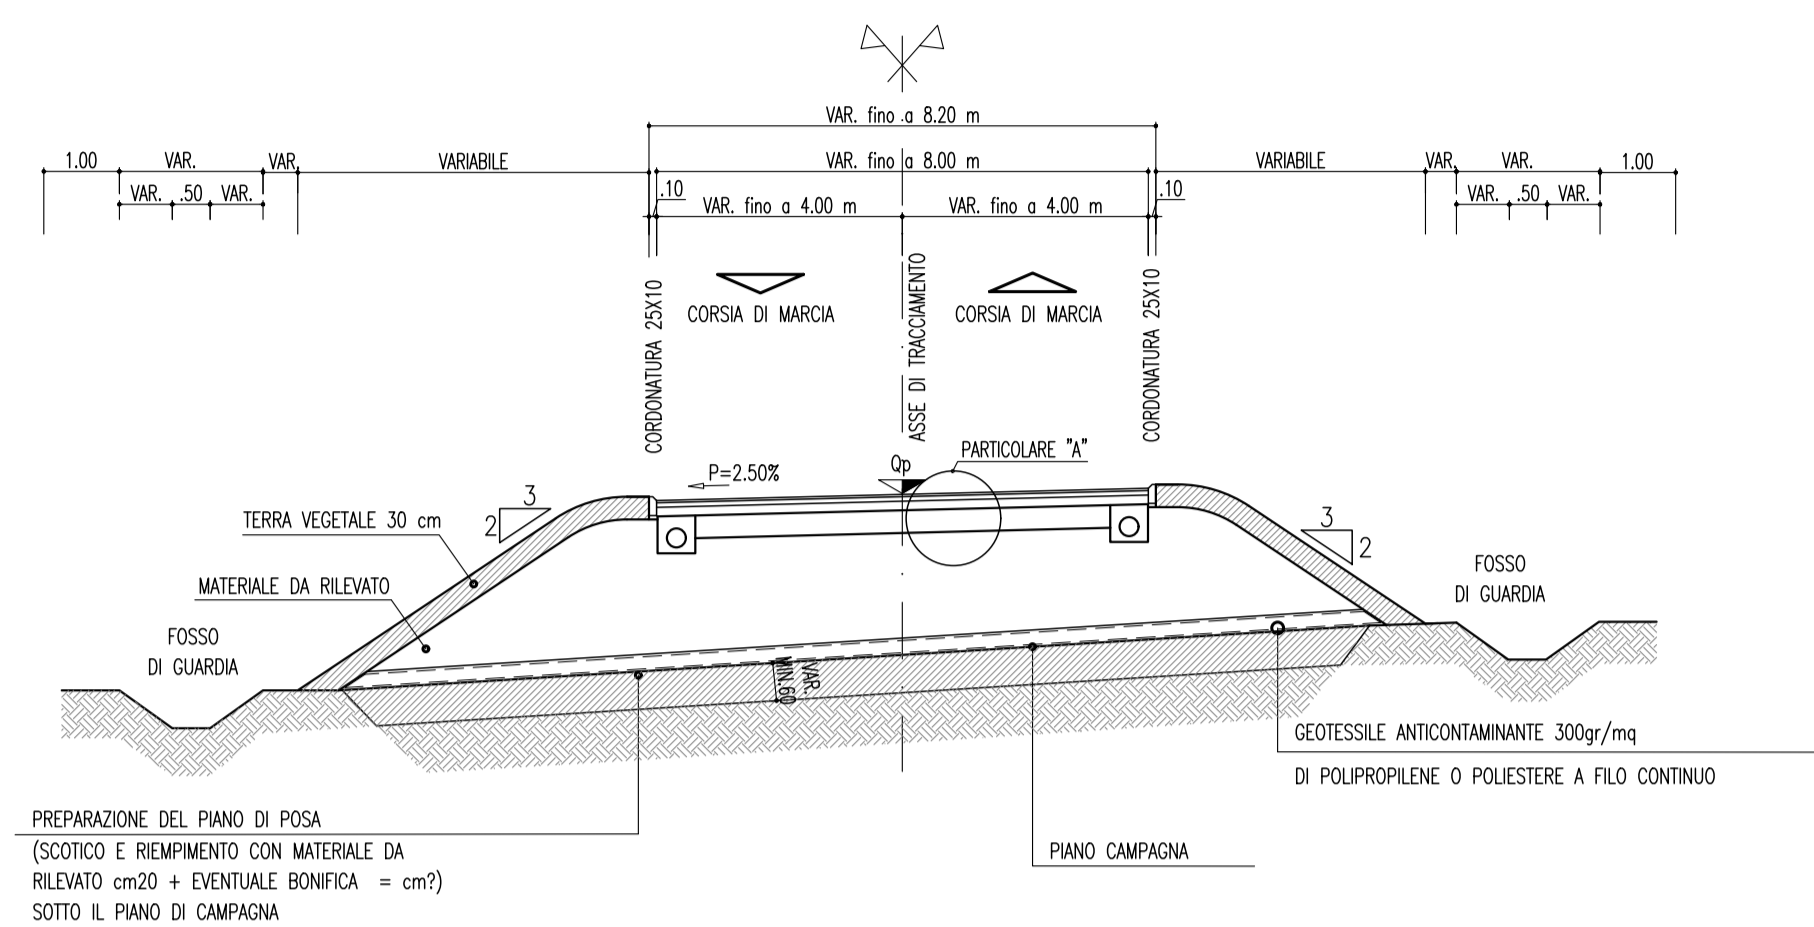 VAR. fino a 8.20 m
1.00
VAR.
VAR.
VARIABILE
VAR. fino a 8.00 m
VARIABILE
VAR.
VAR.
1.00
VAR.
.50
VAR.
.10
VAR. fino a 4.00 m
VAR. fino a 4.00 m
.10
VAR.
.50
VAR.
CORDONATURA 25X10
CORSIA DI MARCIA
ASSE DI TRACCIAMENTO
CORSIA DI MARCIA
CORDONATURA 25X10
P=2.50%
Qp
PARTICOLARE "A"
3
2
3
2
TERRA VEGETALE 30 cm
MATERIALE DA RILEVATO
FOSSO
DI GUARDIA
FOSSO
DI GUARDIA
VAR.
MIN.60
GEOTESSILE ANTICONTAMINANTE 300gr/mq
DI POLIPROPILENE O POLIESTERE A FILO CONTINUO
PREPARAZIONE DEL PIANO DI POSA
(SCOTICO E RIEMPIMENTO CON MATERIALE DA
RILEVATO cm20 + EVENTUALE BONIFICA = cm?)
SOTTO IL PIANO DI CAMPAGNA
PIANO CAMPAGNA